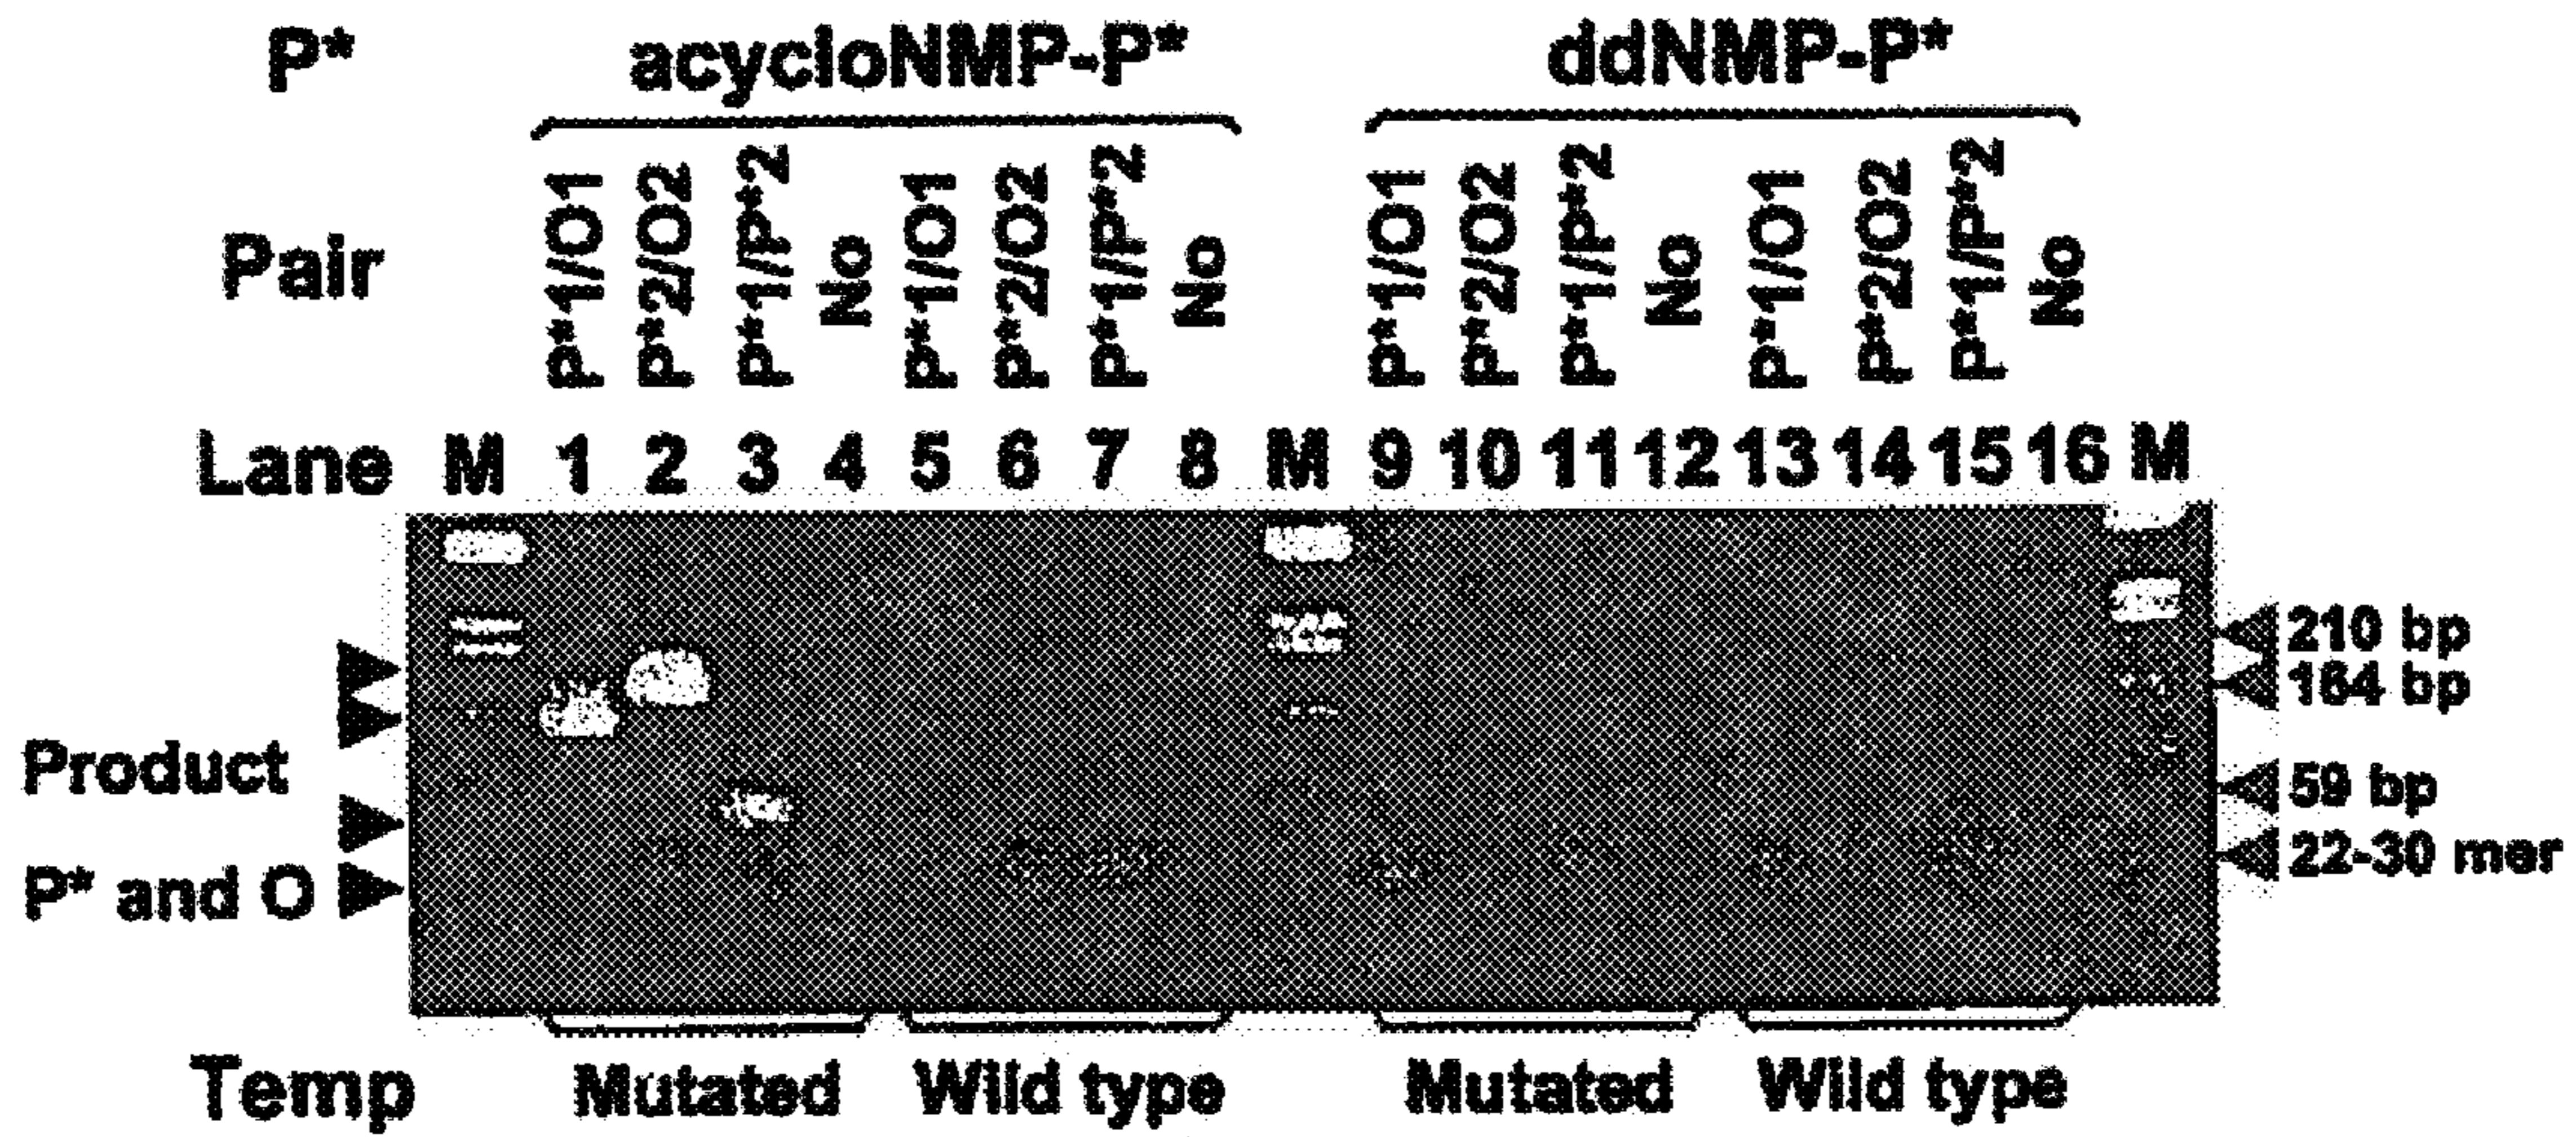 P* acycloNMP-P* ddNMP-P*
Pair P*1/O1 P*2/O2 P*1/P*2 No P*1/O1 P*2/O2 P*1/P*2 No P*1/O1 P*2/O2 P*1/P*2 No P*1/O1 P*2/O2 P*1/P*2 No
Lane M 1 2 3 4 5 6 7 8 M 9 10 11 12 13 14 15 16 M
210 bp
164 bp
Product
59 bp
22-30 mer
P* and O
Temp Mutated Wild type Mutated Wild type